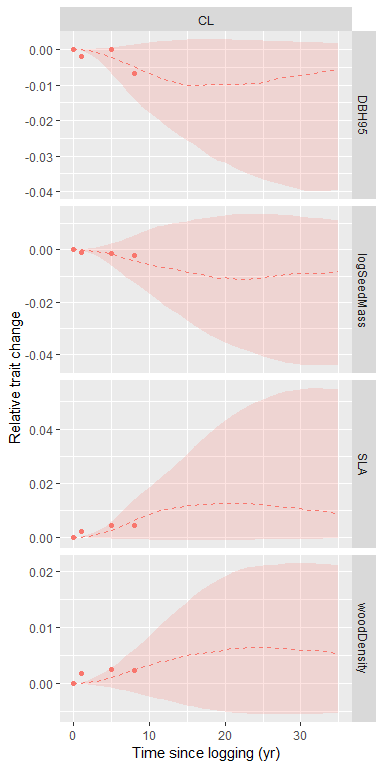 CL
0.00
-0.01
-0.02
-0.03
-0.04
DBH95
0.00
-0.02
-0.04
logSeedMass
0.04
0.02
0.00
SLA
0.02
0.01
0.00
woodDensity
Relative trait change
0 10 20 30
Time since logging (yr)